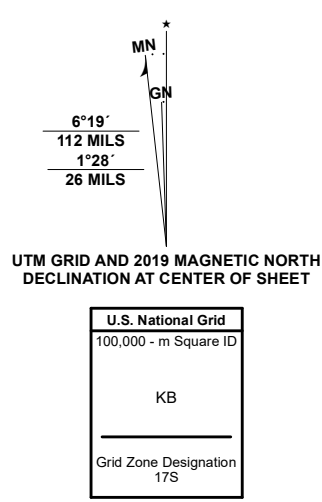 ★
MN
GN
6°19´
112 MILS
1°28´
26 MILS
UTM GRID AND 2019 MAGNETIC NORTH
DECLINATION AT CENTER OF SHEET
U.S. National Grid
100,000 - m Square ID
KB
Grid Zone Designation
17S